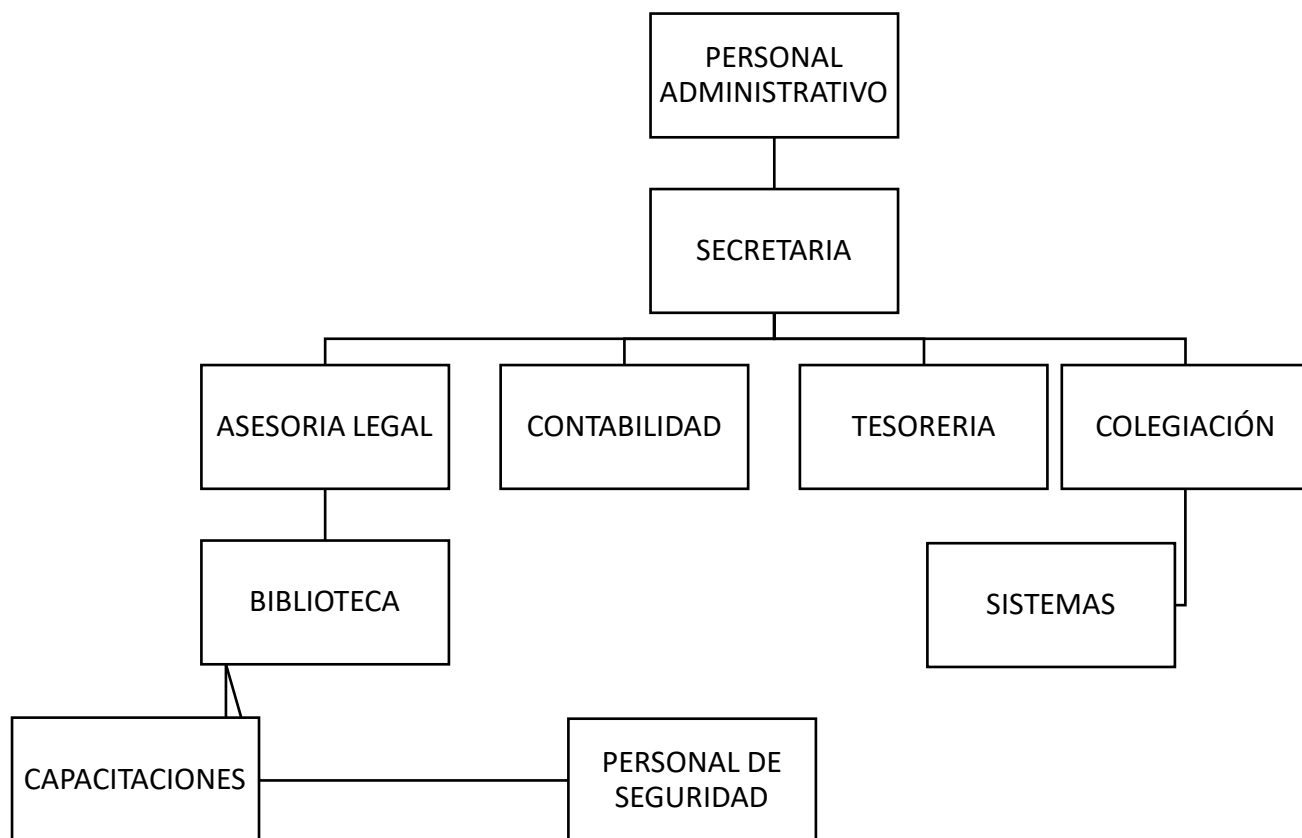 PERSONAL
ADMINISTRATIVO
SECRETARIA
ASESORIA LEGAL
CONTABILIDAD
TESORERIA
COLEGIACIÓN
BIBLIOTECA
SISTEMAS
CAPACITACIONES
PERSONAL DE
SEGURIDAD